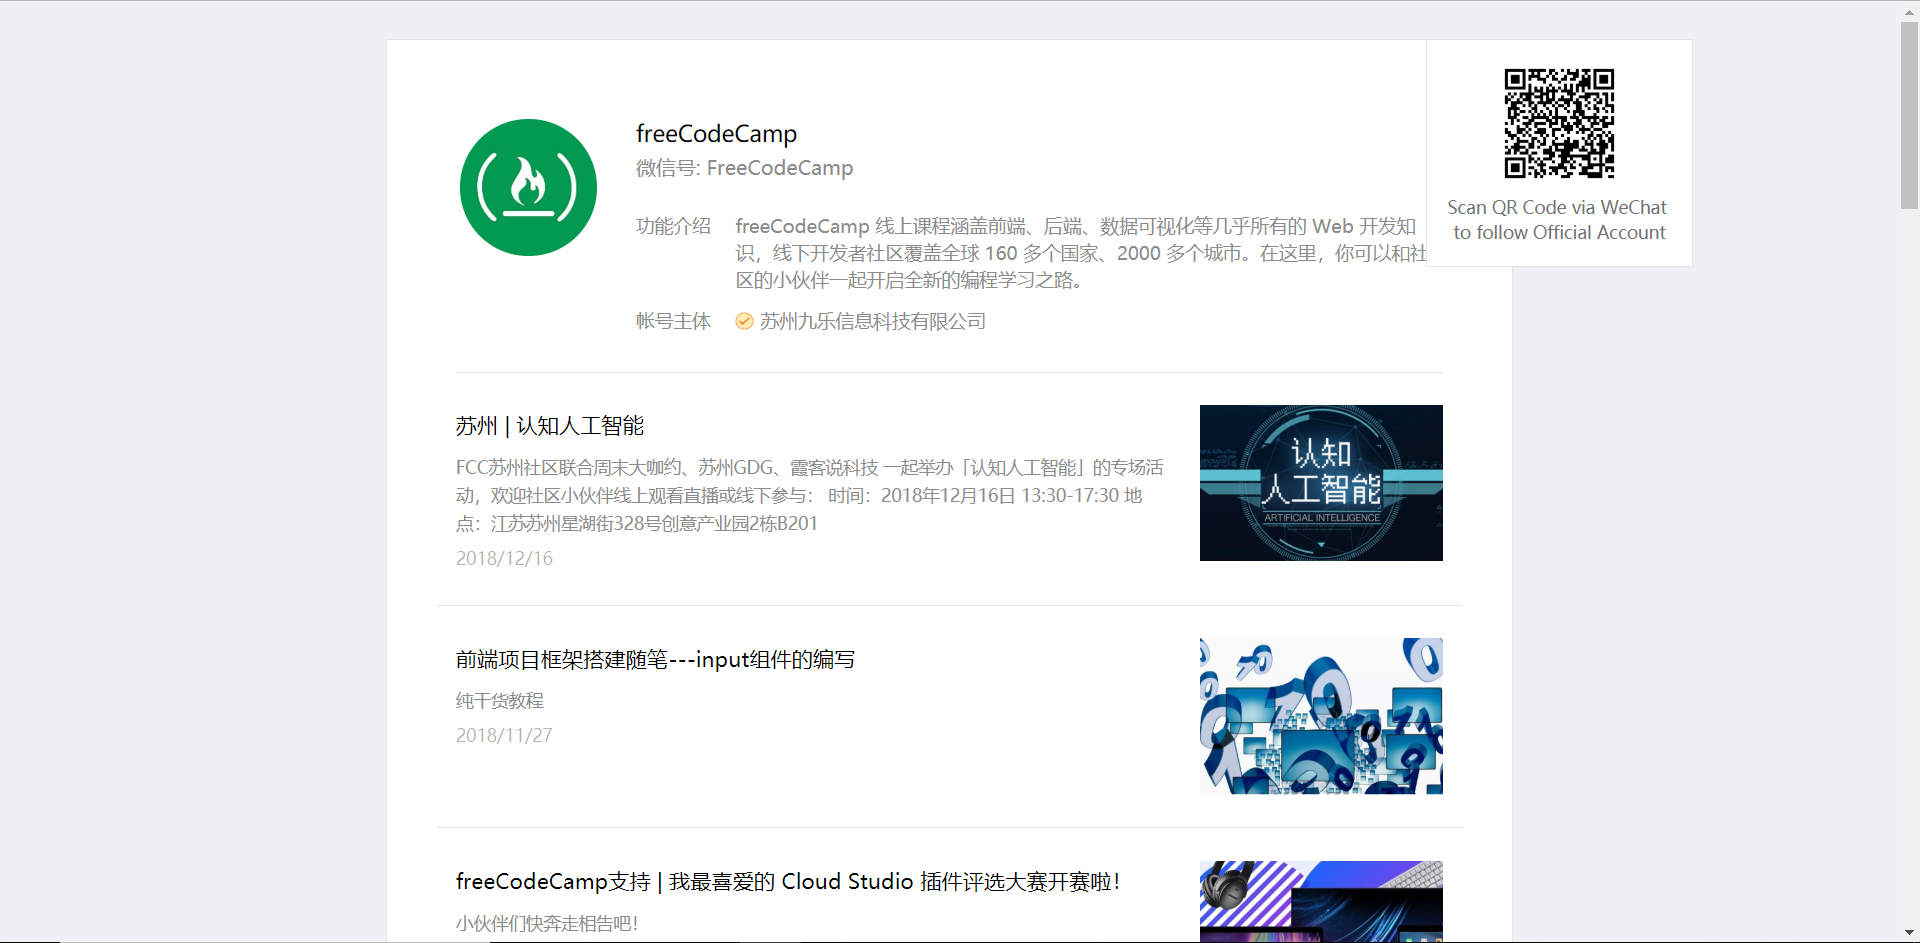 freeCodeCamp
微信号: FreeCodeCamp
功能介绍
freeCodeCamp 线上课程涵盖前端、后端、数据可视化等几乎所有的 Web 开发知
识，线下开发者社区覆盖全球 160 多个国家、2000 多个城市。在这里，你可以和社
区的小伙伴一起开启全新的编程学习之路。
帐号主体
苏州九乐信息科技有限公司
Scan QR Code via WeChat
to follow Official Account
苏州 | 认知人工智能
FCC苏州社区联合周末大咖约、苏州GDG、霞客说科技 一起举办「认知人工智能」的专场活
动，欢迎社区小伙伴线上观看直播或线下参与： 时间：2018年12月16日 13:30-17:30 地
点：江苏苏州星湖街328号创意产业园2栋B201
2018/12/16
认知
人工智能
ARTIFICIAL INTELLIGENCE
前端项目框架搭建随笔---input组件的编写
纯干货教程
2018/11/27
freeCodeCamp支持 | 我最喜爱的 Cloud Studio 插件评选大赛开赛啦！
小伙伴们快奔走相告吧！